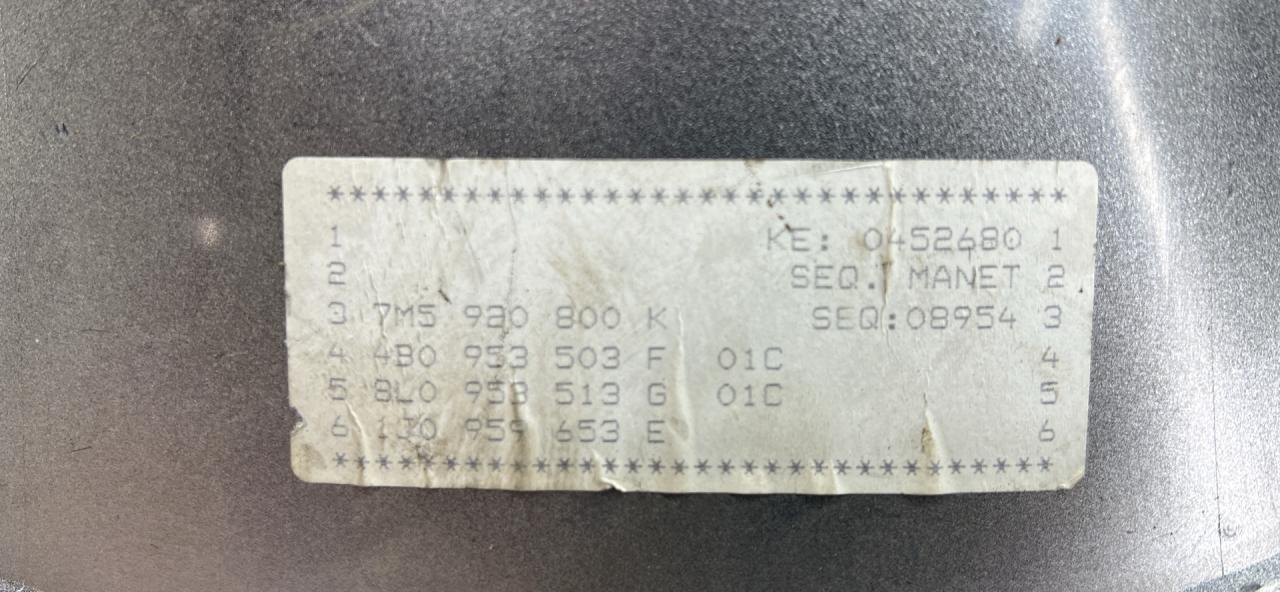 ********************************
1 KE: 0452680 1
2 SEQ. MANET 2
3 7M5 920 800 K SEQ:08954 3
4 4B0 953 503 F 01C 4
5 8L0 953 513 G 01C 5
6 1J0 959 653 E 6
********************************